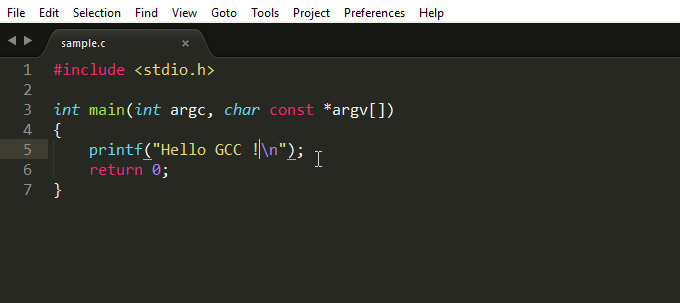 File Edit Selection Find View Goto Tools Project Preferences Help
sample.c ×
1 #include <stdio.h>
2
3 int main(int argc, char const *argv[])
4 {
5     printf("Hello GCC !\n");
6     return 0;
7 }